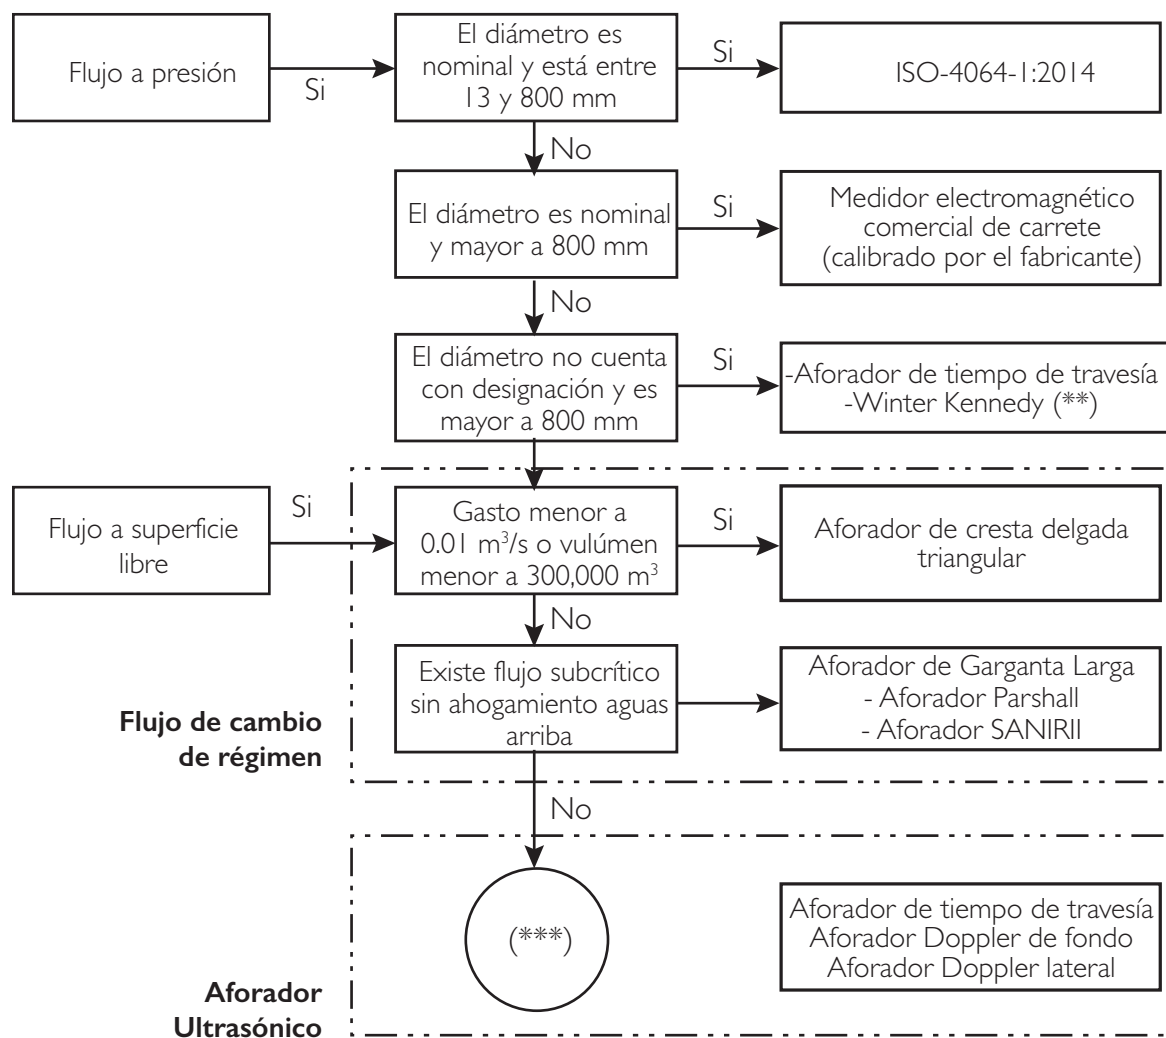 Flujo a presión
Si
El diámetro es
nominal y está entre
13 y 800 mm
Si
ISO-4064-1:2014
No
El diámetro es nominal
y mayor a 800 mm
Si
Medidor electromagnético
comercial de carrete
(calibrado por el fabricante)
No
El diámetro no cuenta
con designación y es
mayor a 800 mm
Si
-Aforador de tiempo de travesía
-Winter Kennedy (**)
Flujo a superficie
libre
Si
Gasto menor a
0.01 m³/s o vulúmen
menor a 300,000 m³
Si
Aforador de cresta delgada
triangular
No
Existe flujo subcrítico
sin ahogamiento aguas
arriba
Aforador de Garganta Larga
- Aforador Parshall
- Aforador SANIRII
Flujo de cambio
de régimen
No
(***)
Aforador de tiempo de travesía
Aforador Doppler de fondo
Aforador Doppler lateral
Aforador
Ultrasónico